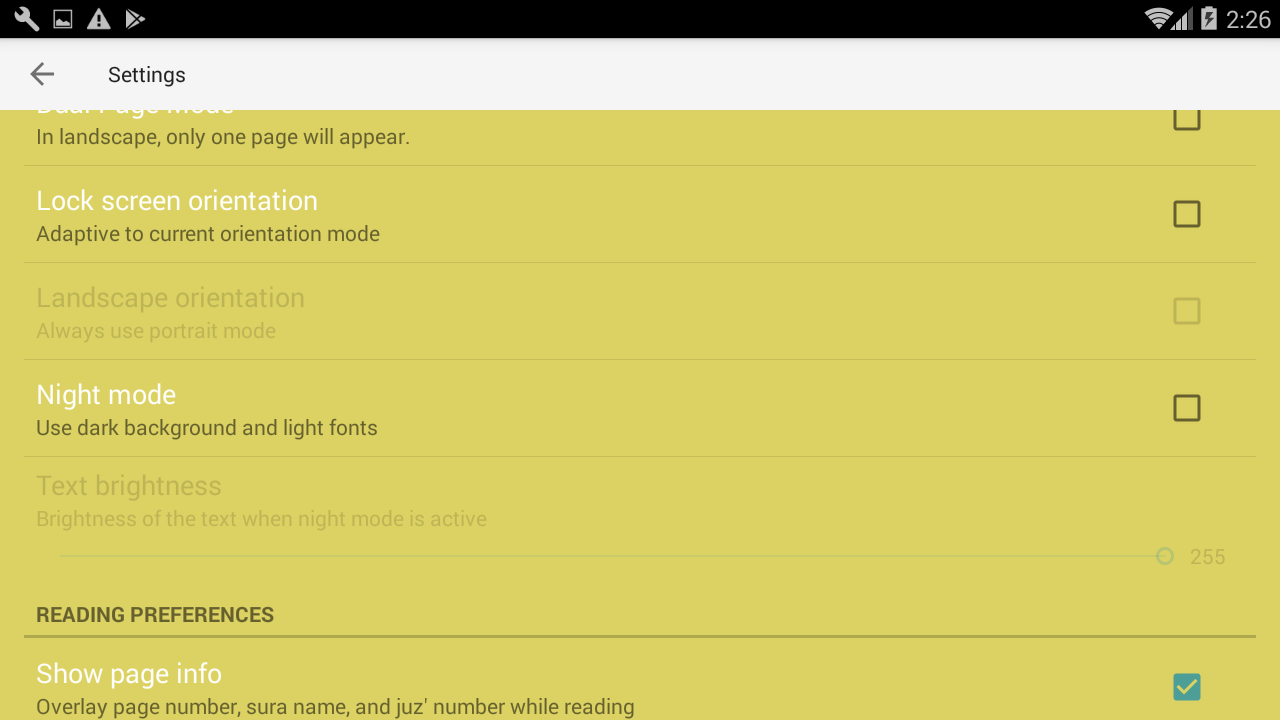 2:26
Settings
Dual Page Mode
In landscape, only one page will appear.
Lock screen orientation
Adaptive to current orientation mode
Landscape orientation
Always use portrait mode
Night mode
Use dark background and light fonts
Text brightness
Brightness of the text when night mode is active
255
READING PREFERENCES
Show page info
Overlay page number, sura name, and juz' number while reading